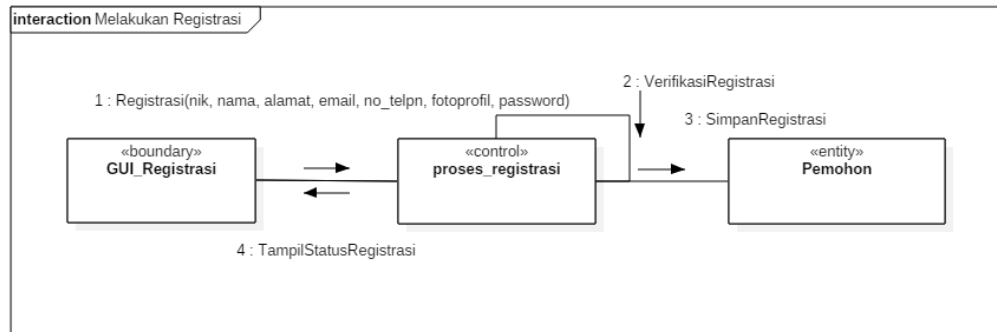 interaction Melakukan Registrasi
2 : VerifikasiRegistrasi
1 : Registrasi(nik, nama, alamat, email, no_telpn, fotoprofil, password)
3 : SimpanRegistrasi
«boundary»
GUI_Registrasi
«control»
proses_registrasi
«entity»
Pemohon
4 : TampilStatusRegistrasi